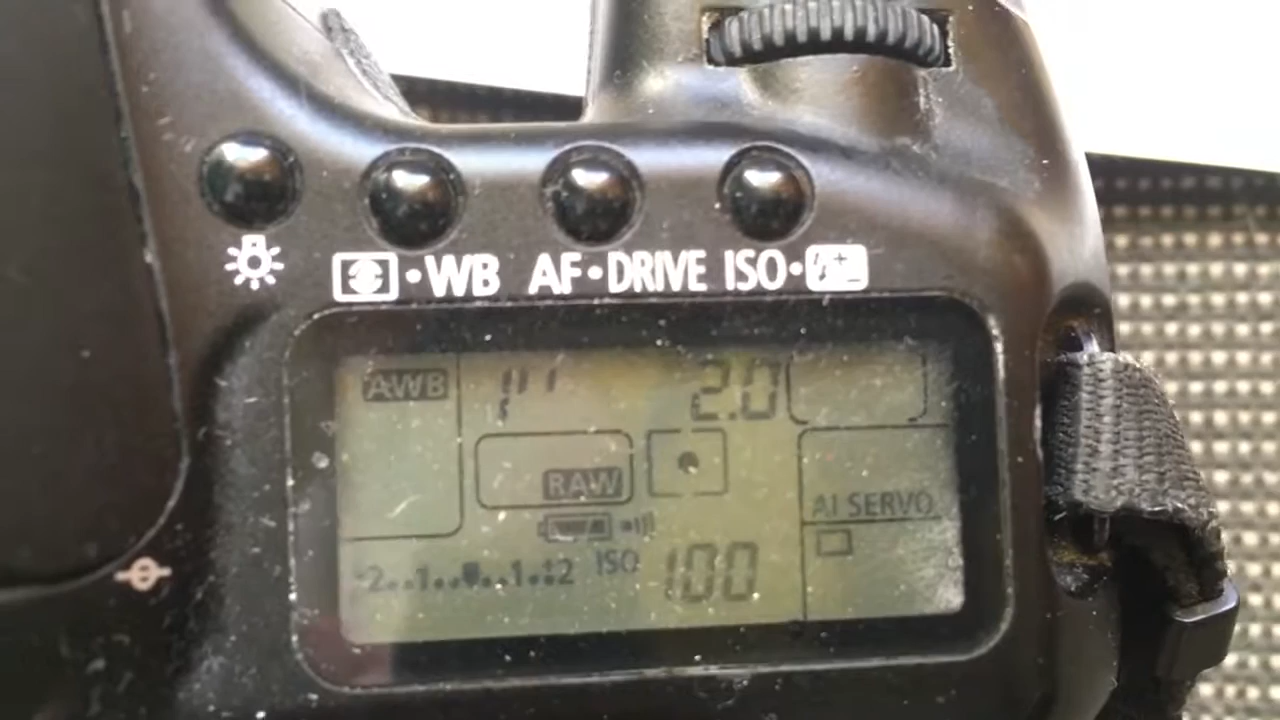 WB AF•DRIVE ISO•
AWB
2.0
RAW
AI SERVO
-2..1..▼..1.:2 ISO 100